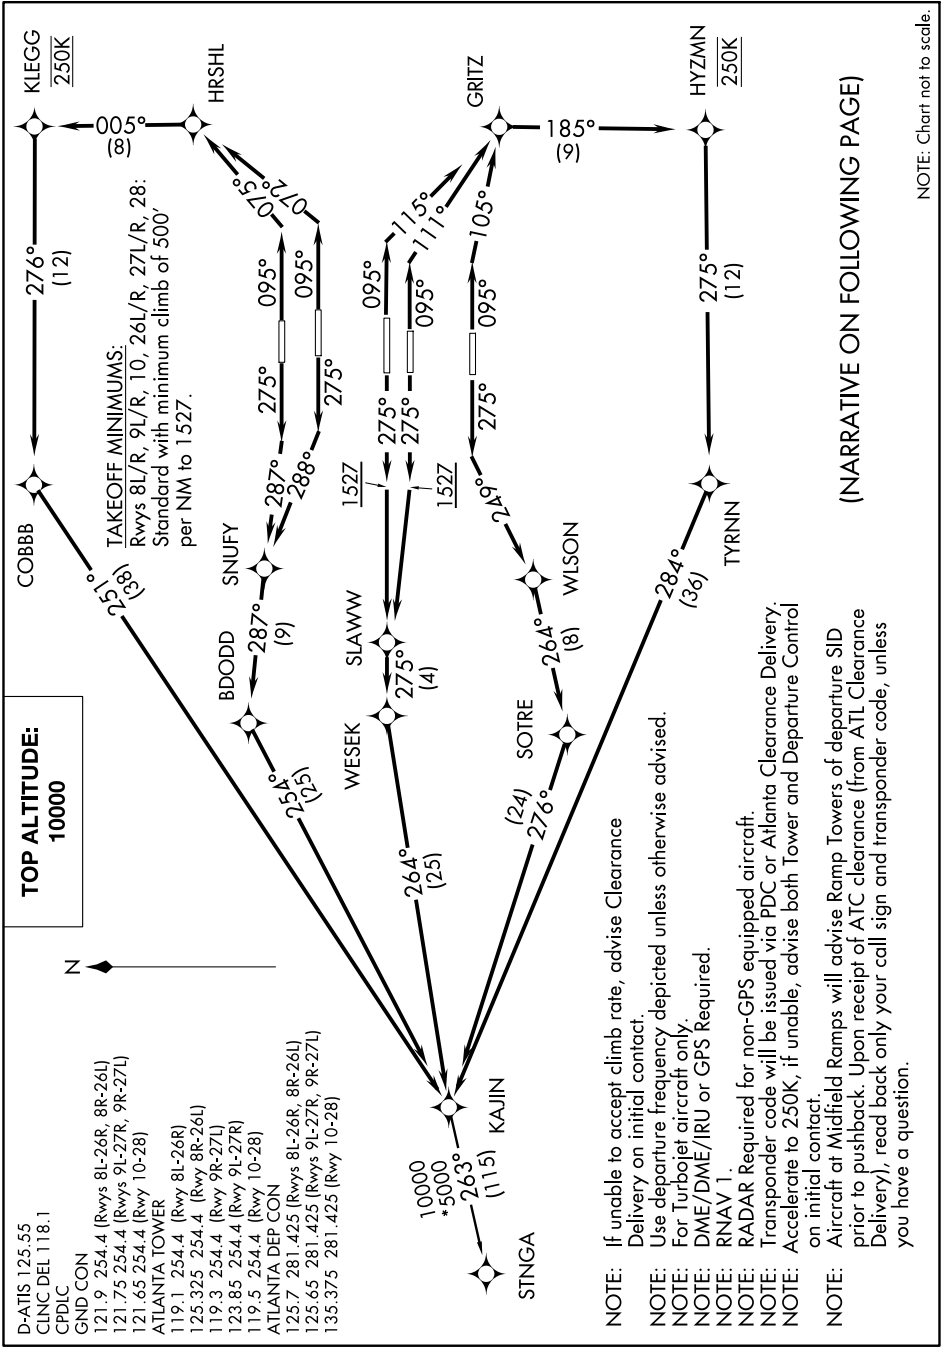 D-ATIS 125.55
CLNC DEL 118.1
CPDLC
GND CON
121.9 254.4 (Rwys 8L-26R, 8R-26L)
121.75 254.4 (Rwys 9L-27R, 9R-27L)
121.65 254.4 (Rwy 10-28)
ATLANTA TOWER
119.1 254.4 (Rwy 8L-26R)
125.325 254.4 (Rwy 8R-26L)
119.3 254.4 (Rwy 9R-27L)
123.85 254.4 (Rwy 9L-27R)
119.5 254.4 (Rwy 10-28)
ATLANTA DEP CON
125.7 281.425 (Rwys 8L-26R, 8R-26L)
125.65 281.425 (Rwys 9L-27R, 9R-27L)
135.375 281.425 (Rwy 10-28)
N
TOP ALTITUDE:
10000
COBBB
276°
(12)
KLEGG
250K
005°
(8)
HRSHL
TAKEOFF MINIMUMS:
Rwys 8L/R, 9L/R, 10, 26L/R, 27L/R, 28:
Standard with minimum climb of 500'
per NM to 1527.
251°
(38)
SNUFY
BDODD
287°
(9)
287°
288°
275°
275°
095°
095°
075°
072°
254°
(25)
SLAWW
WESEK
275°
(4)
1527
1527
275°
275°
095°
095°
115°
111°
GRITZ
264°
(25)
275°
095°
105°
249°
WLSON
264°
(8)
SOTRE
276°
(24)
185°
(9)
HYZMN
250K
275°
(12)
TYRNN
284°
(36)
KAJIN
10000
*5000
263°
(115)
STNGA
NOTE: If unable to accept climb rate, advise Clearance
Delivery on initial contact.
NOTE: Use departure frequency depicted unless otherwise advised.
NOTE: For Turbojet aircraft only.
NOTE: DME/DME/IRU or GPS Required.
NOTE: RNAV 1.
NOTE: RADAR Required for non-GPS equipped aircraft.
NOTE: Transponder code will be issued via PDC or Atlanta Clearance Delivery.
NOTE: Accelerate to 250K, if unable, advise both Tower and Departure Control
on initial contact.
NOTE: Aircraft at Midfield Ramps will advise Ramp Towers of departure SID
prior to pushback. Upon receipt of ATC clearance (from ATL Clearance
Delivery), read back only your call sign and transponder code, unless
you have a question.
(NARRATIVE ON FOLLOWING PAGE)
NOTE: Chart not to scale.